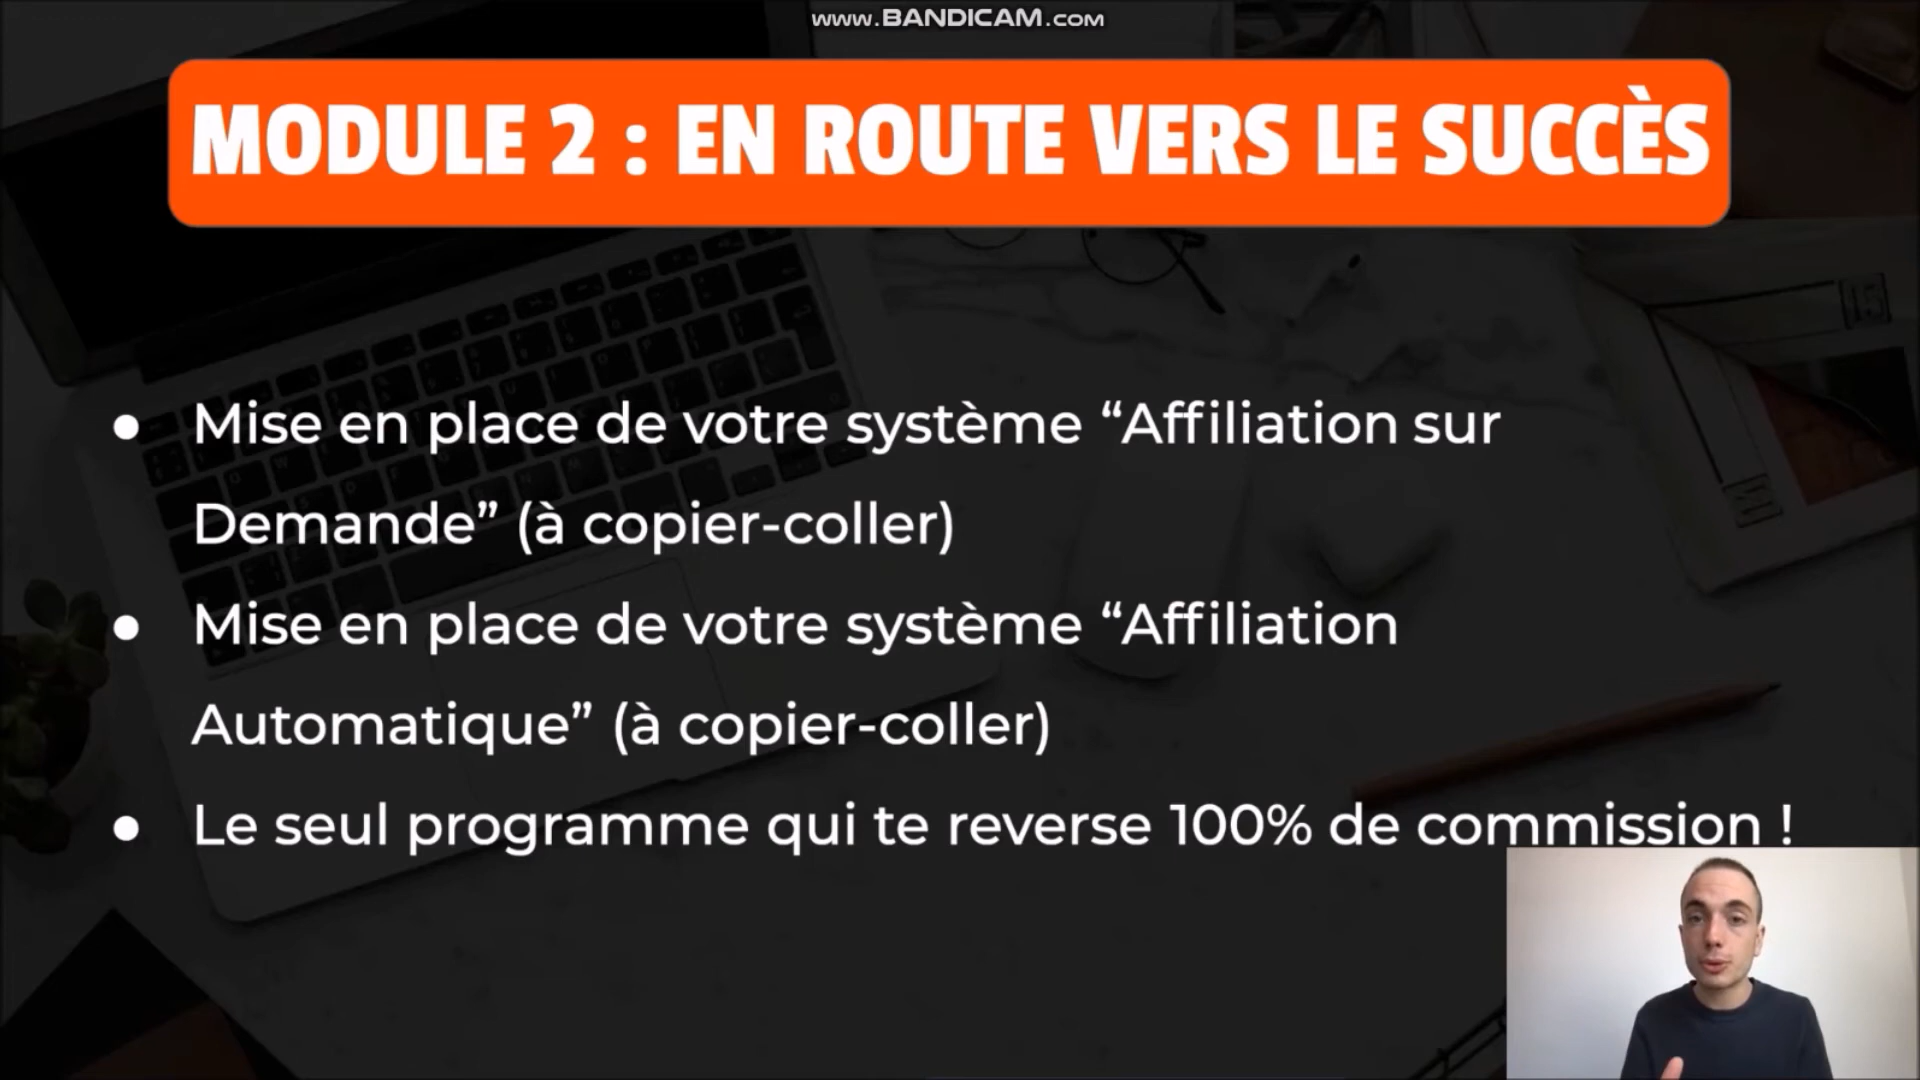 www.BANDICAM.com
MODULE 2 : EN ROUTE VERS LE SUCCÈS
● Mise en place de votre système “Affiliation sur
Demande” (à copier-coller)
● Mise en place de votre système “Affiliation
Automatique” (à copier-coller)
● Le seul programme qui te reverse 100% de commission !